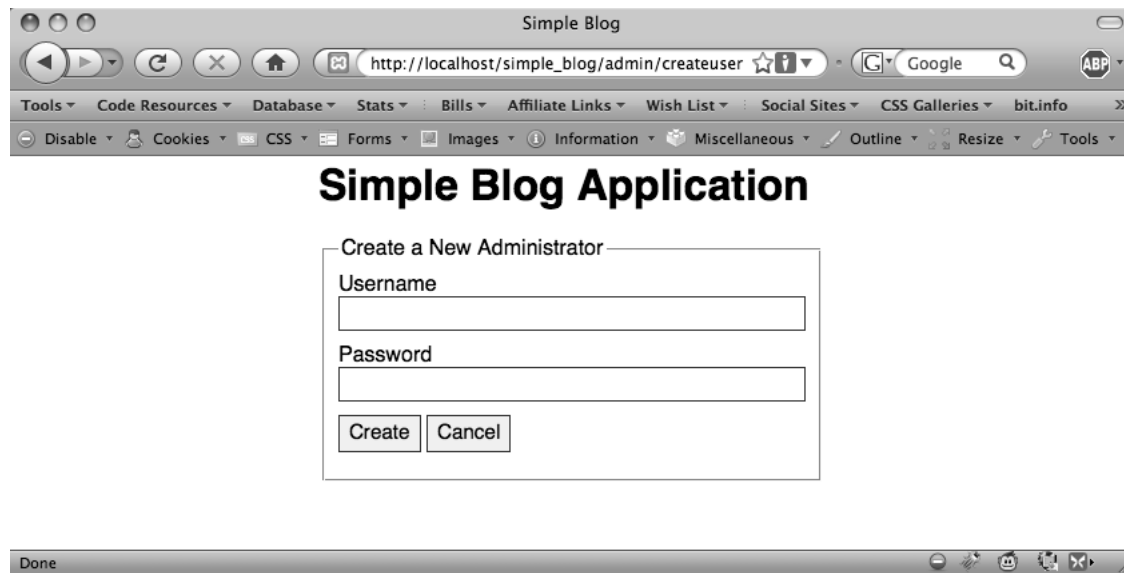 Simple Blog
http://localhost/simple_blog/admin/createuser G Google ABP
Tools Code Resources Database Stats Bills Affiliate Links Wish List Social Sites CSS Galleries bit.info »
Disable Cookies CSS CSS Forms Images Information Miscellaneous Outline Resize Tools
Simple Blog Application
Create a New Administrator
Username
Password
Create Cancel
Done